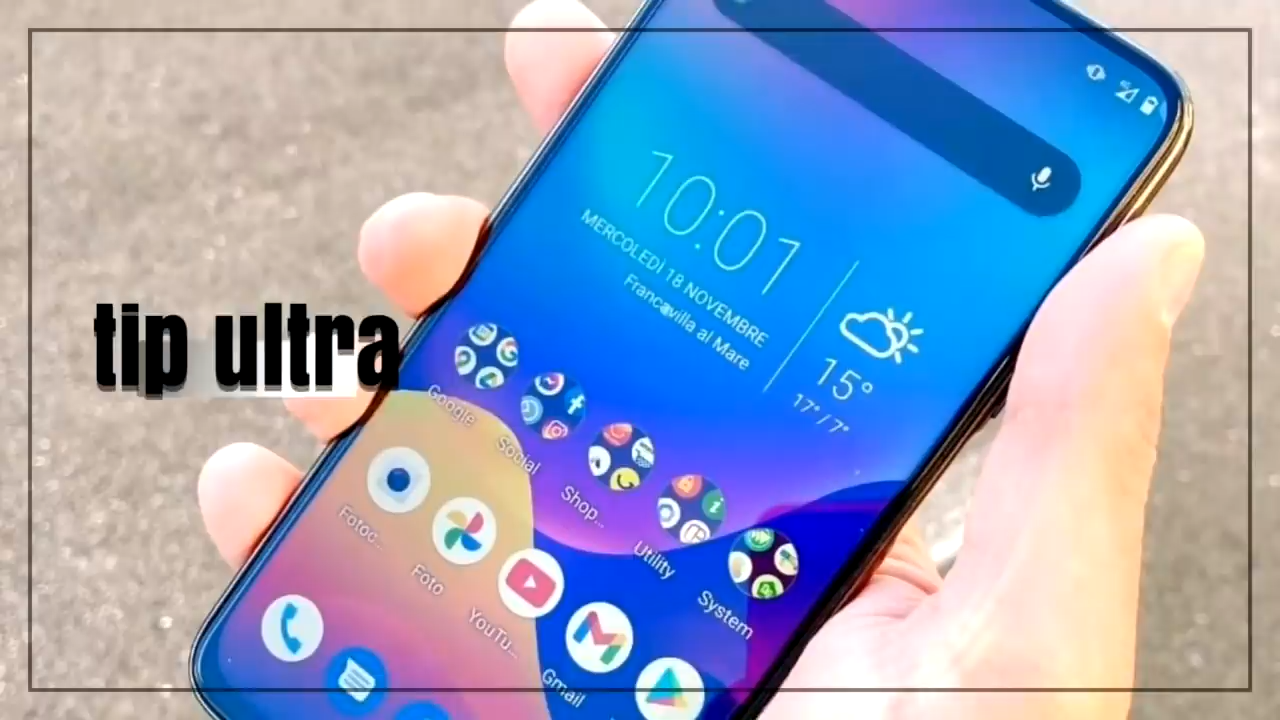 tip ultra
10:01
MERCOLEDÌ 18 NOVEMBRE
Francavilla al Mare
15°
17° / 7°
Google
Social
Shop...
Utility
System
Fotoc...
Foto
YouTu...
Gmail